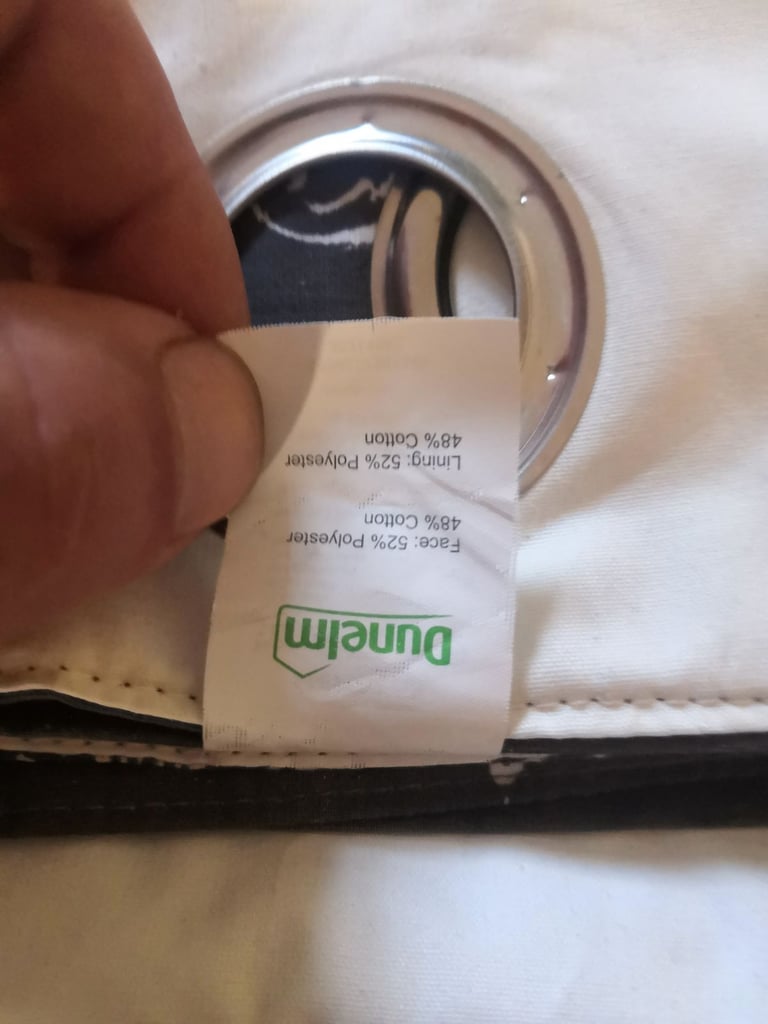 Dunelm
Face: 52% Polyester
48% Cotton
Lining: 52% Polyester
48% Cotton